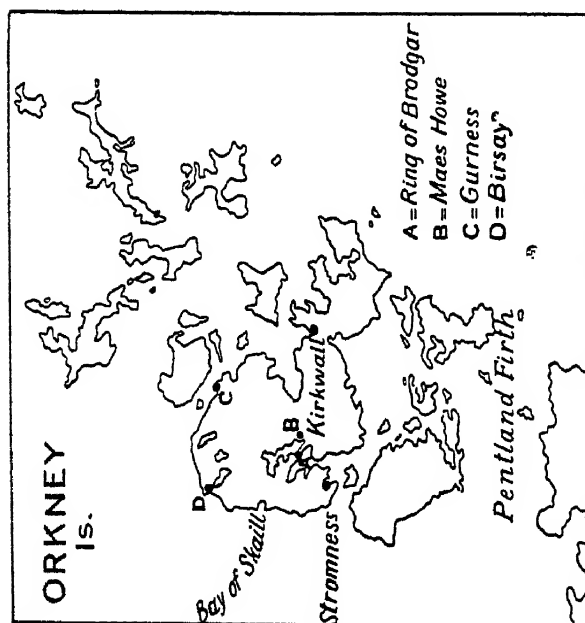 ORKNEY
Is.
D
C
Bay of Skaill
B
Kirkwall
Stromness
A=Ring of Brodgar
B=Maes Howe
C=Gurness
D=Birsay
Pentland Firth